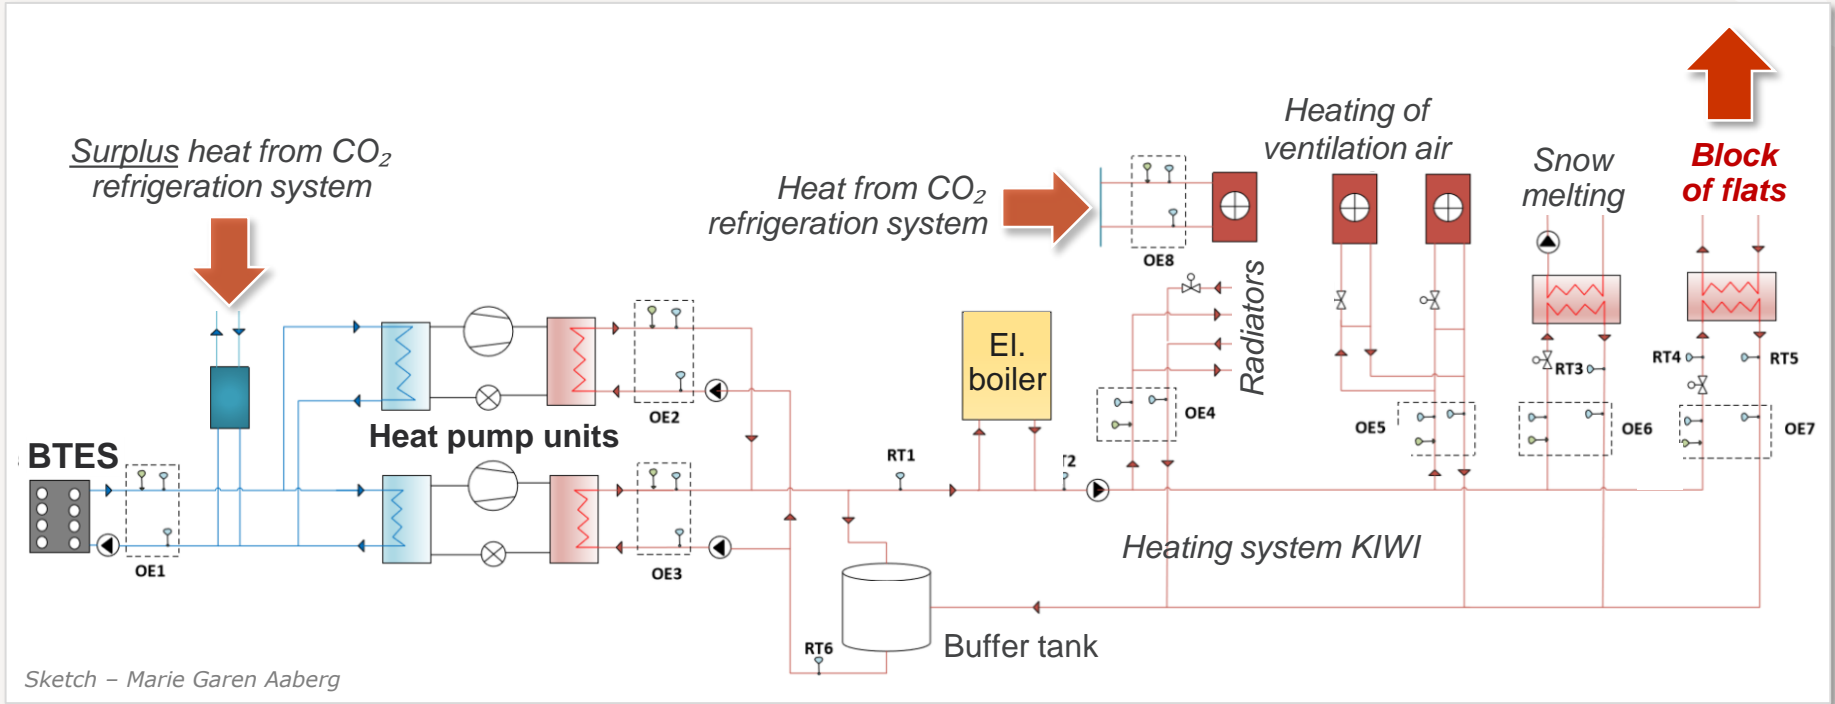 Surplus heat from CO₂
refrigeration system
Heat from CO₂
refrigeration system
Heating of
ventilation air
Snow
melting
Block
of flats
OE8
Radiators
El.
boiler
OE2
Heat pump units
OE4
OE5
RT3
OE6
RT4
RT5
OE7
BTES
RT1
T2
OE1
OE3
Heating system KIWI
Buffer tank
RT6
Sketch – Marie Garen Aaberg